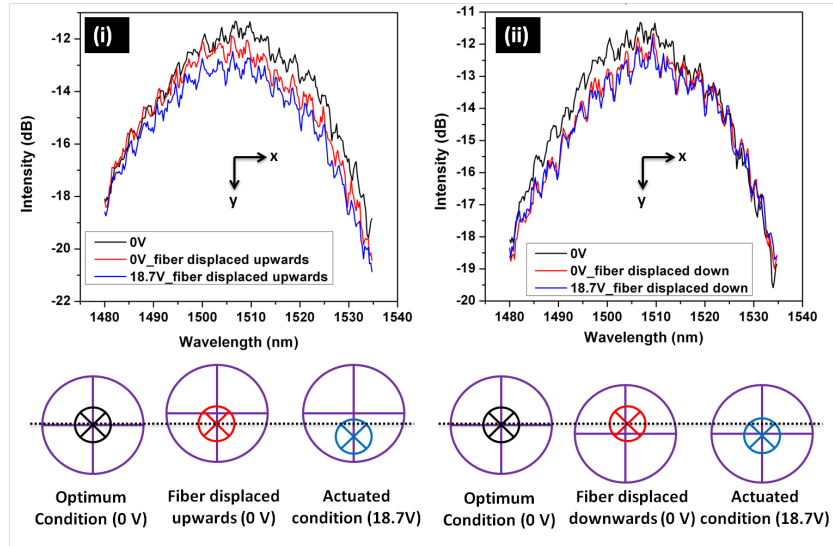 (i)
-12
-14
-16
-18
-20
-22
Intensity (dB)
x
y
0V
0V_fiber displaced upwards
18.7V_fiber displaced upwards
1480 1490 1500 1510 1520 1530 1540
Wavelength (nm)
(ii)
-11
-12
-13
-14
-15
-16
-17
-18
-19
-20
Intensity (dB)
x
y
0V
0V_fiber displaced down
18.7V_fiber displaced down
1480 1490 1500 1510 1520 1530 1540
Wavelength (nm)
Optimum
Condition (0 V)
Fiber displaced
upwards (0 V)
Actuated
condition (18.7V)
Optimum
Condition (0 V)
Fiber displaced
downwards (0 V)
Actuated
condition (18.7V)